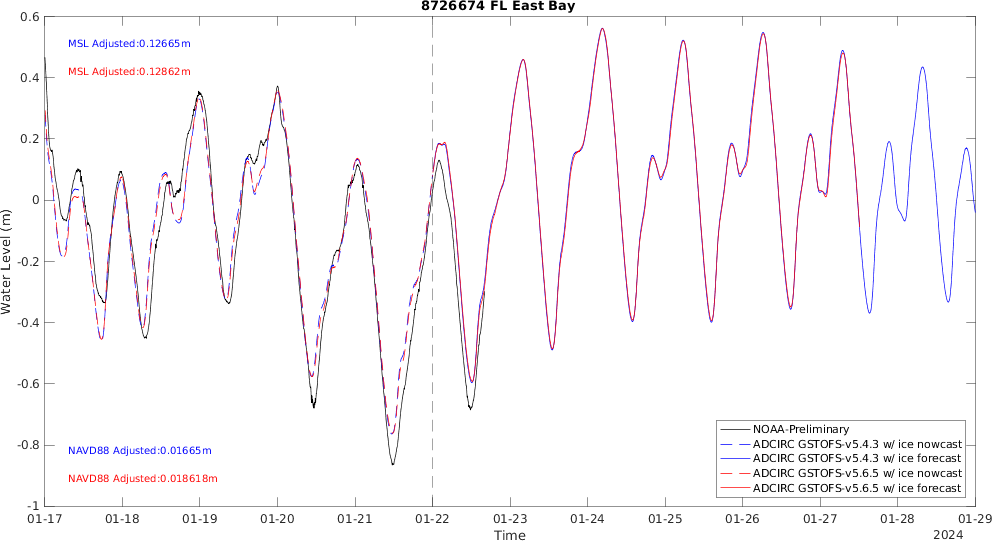 8726674 FL East Bay
0.6
0.4
0.2
0
-0.2
-0.4
-0.6
-0.8
-1
Water Level (m)
MSL Adjusted:0.12665m
MSL Adjusted:0.12862m
NAVD88 Adjusted:0.01665m
NAVD88 Adjusted:0.018618m
NOAA-Preliminary
ADCIRC GSTOFS-v5.4.3 w/ ice nowcast
ADCIRC GSTOFS-v5.4.3 w/ ice forecast
ADCIRC GSTOFS-v5.6.5 w/ ice nowcast
ADCIRC GSTOFS-v5.6.5 w/ ice forecast
01-17 01-18 01-19 01-20 01-21 01-22 01-23 01-24 01-25 01-26 01-27 01-28 01-29
Time
2024